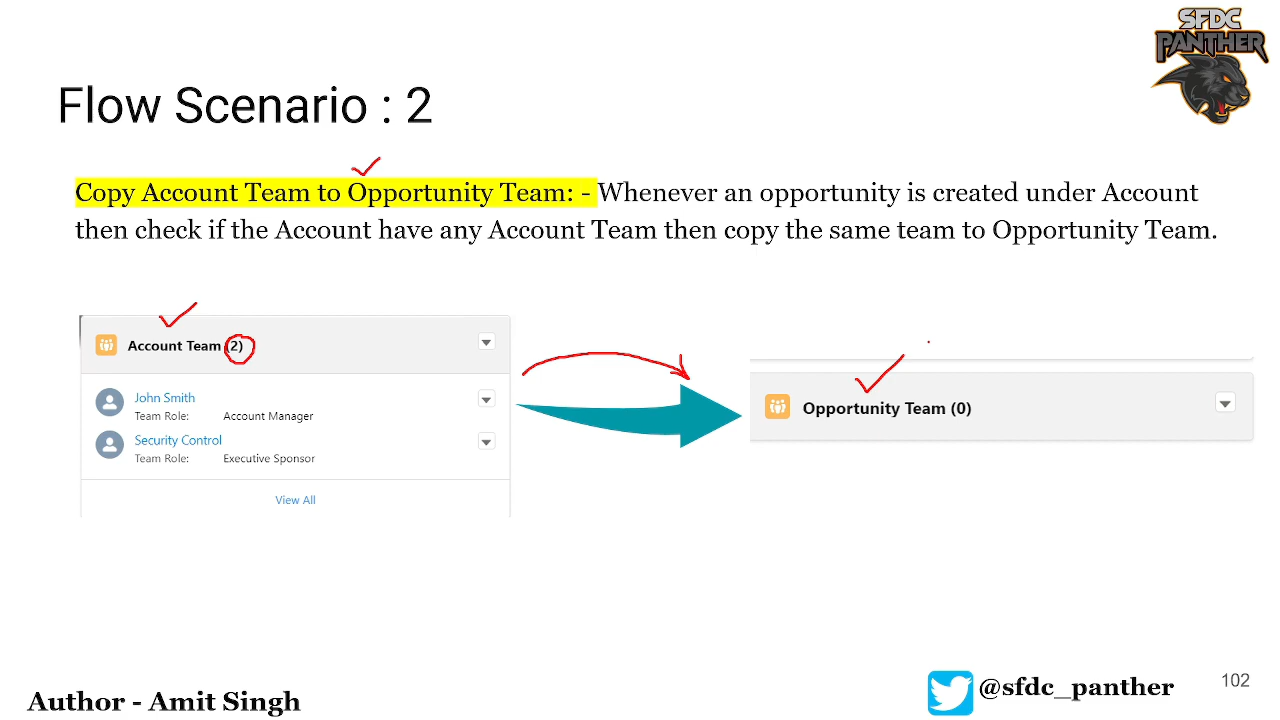 SFDC
PANTHER
Flow Scenario : 2
Copy Account Team to Opportunity Team: - Whenever an opportunity is created under Account
then check if the Account have any Account Team then copy the same team to Opportunity Team.
Account Team (2)
John Smith
Team Role: Account Manager
Security Control
Team Role: Executive Sponsor
View All
Opportunity Team (0)
Author - Amit Singh
@sfdc_panther
102